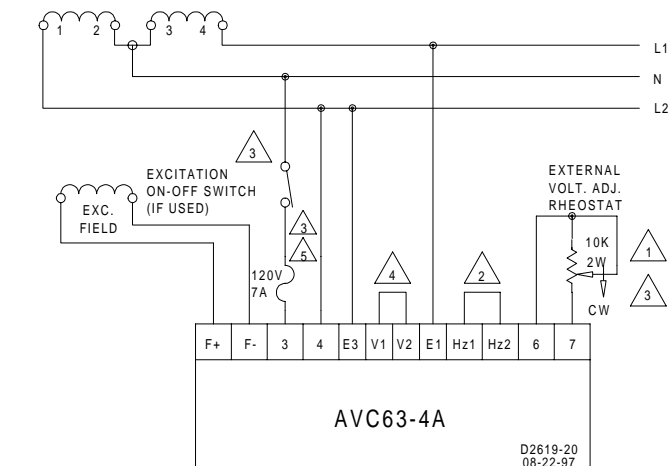 1 2 3 4
L1
N
L2
3
EXCITATION
ON-OFF SWITCH
(IF USED)
EXC.
FIELD
EXTERNAL
VOLT. ADJ.
RHEOSTAT
3
5
120V
7A
4
2
10K
2W
CW
1
3
F+ F- 3 4 E3 V1 V2 E1 Hz1 Hz2 6 7
AVC63-4A
D2619-20
08-22-97